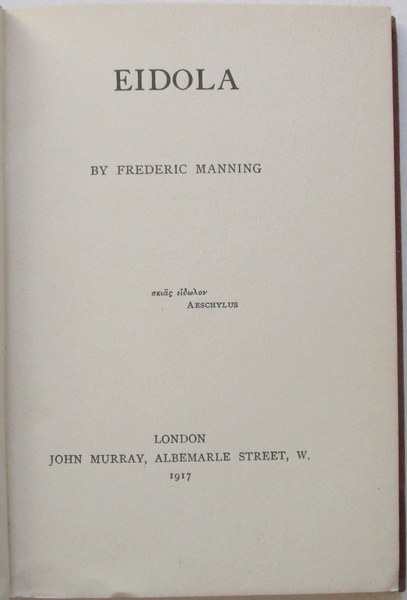 EIDOLA
BY FREDERIC MANNING
σκιᾶς εἴδωλον
AESCHYLUS
LONDON
JOHN MURRAY, ALBEMARLE STREET, W.
1917